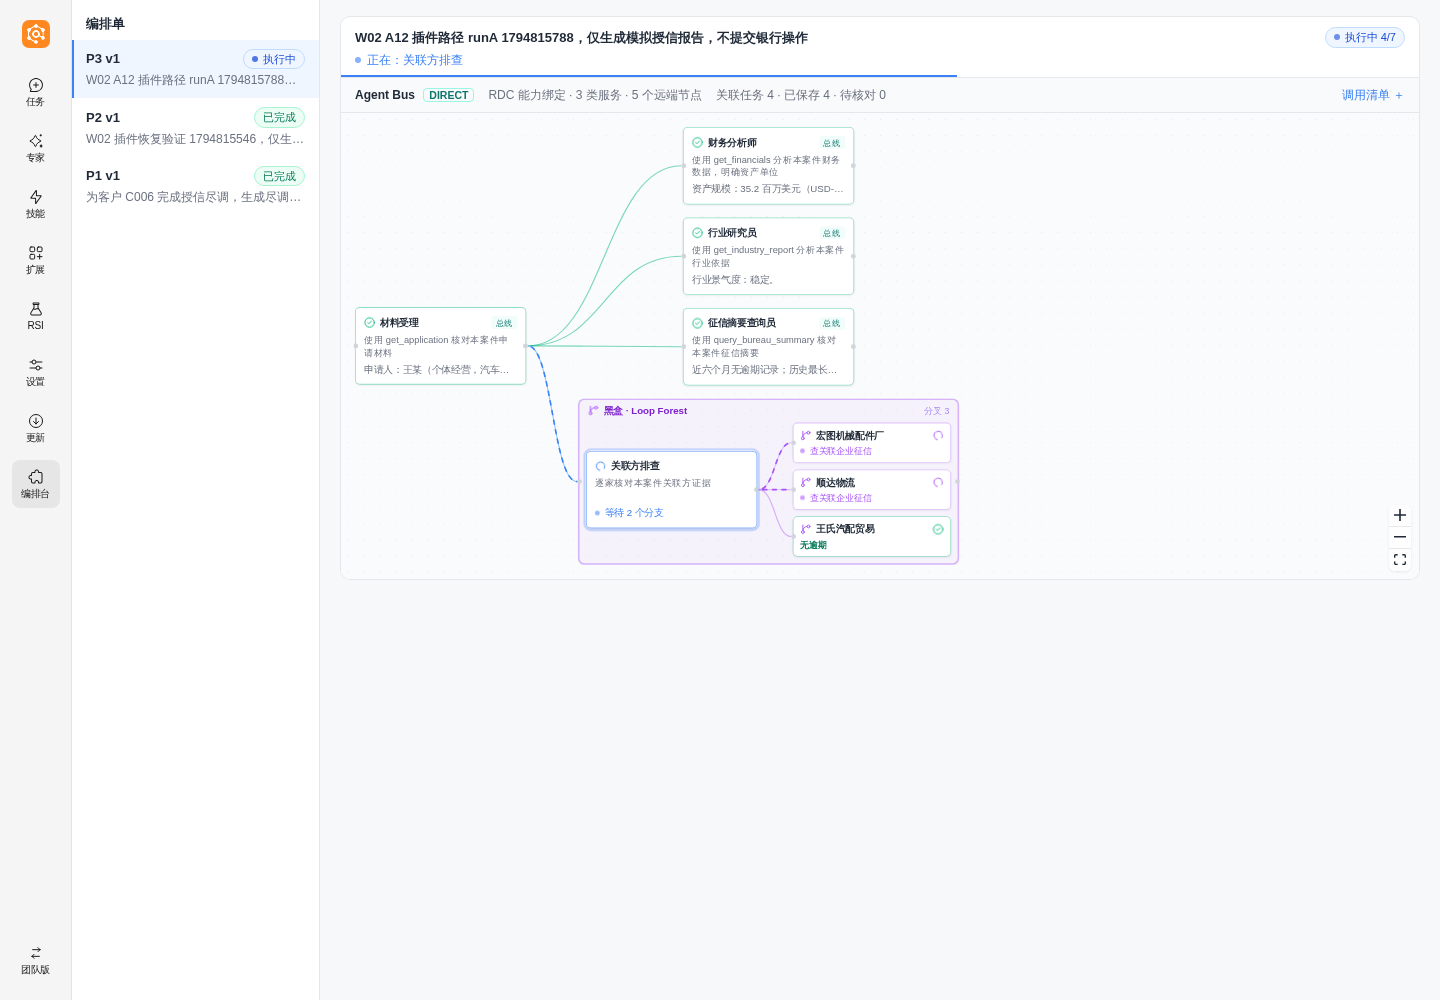 任务
专家
技能
扩展
RSI
设置
更新
编排台
团队版
编排单
P3 v1
执行中
W02 A12 插件路径 runA 1794815788…
P2 v1
已完成
W02 插件恢复验证 1794815546，仅生…
P1 v1
已完成
为客户 C006 完成授信尽调，生成尽调…
W02 A12 插件路径 runA 1794815788，仅生成模拟授信报告，不提交银行操作
执行中 4/7
正在：关联方排查
Agent Bus DIRECT RDC 能力绑定 · 3 类服务 · 5 个远端节点 关联任务 4 · 已保存 4 · 待核对 0
调用清单 +
材料受理 总线
使用 get_application 核对本案件申
请材料
申请人：王某（个体经营，汽车…
财务分析师 总线
使用 get_financials 分析本案件财务
数据，明确资产单位
资产规模：35.2 百万美元（USD-…
行业研究员 总线
使用 get_industry_report 分析本案件
行业依据
行业景气度：稳定。
征信摘要查询员 总线
使用 query_bureau_summary 核对
本案件征信摘要
近六个月无逾期记录；历史最长…
黑盒 · Loop Forest
分叉 3
关联方排查
逐家核对本案件关联方证据
等待 2 个分支
宏图机械配件厂
查关联企业征信
顺达物流
查关联企业征信
王氏汽配贸易
无逾期